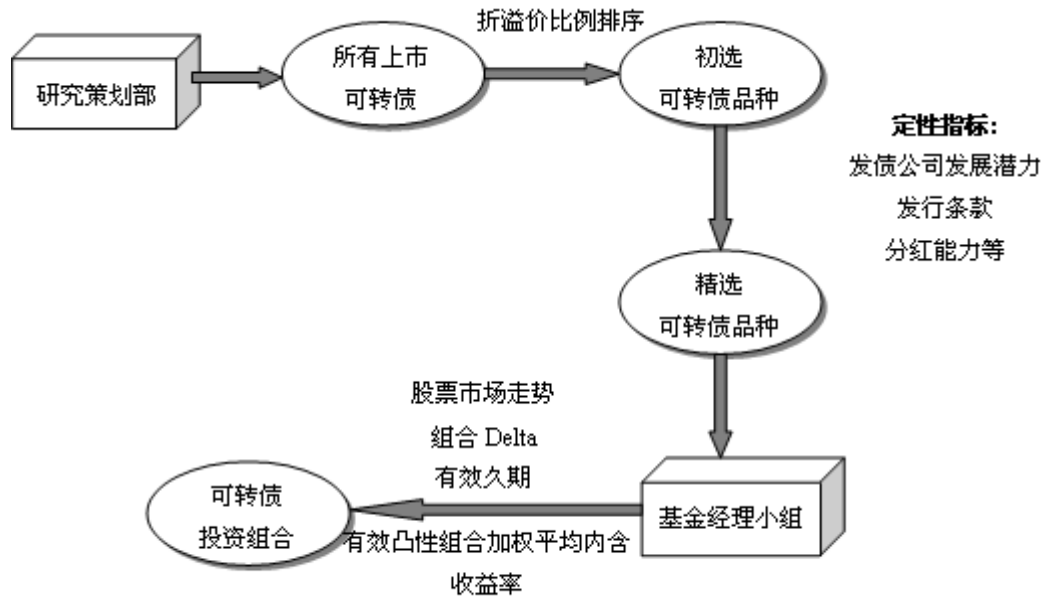 折溢价比例排序
研究策划部
所有上市
可转债
初选
可转债品种
定性指标：
发债公司发展潜力
发行条款
分红能力等
精选
可转债品种
股票市场走势
组合 Delta
有效久期
可转债
投资组合
基金经理小组
有效凸性组合加权平均内含
收益率